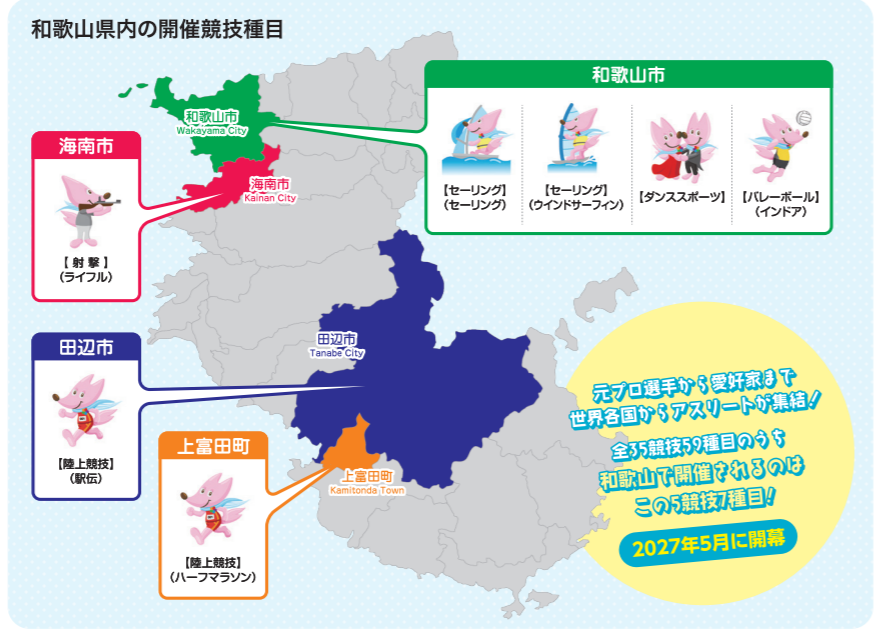 和歌山県内の開催競技種目
和歌山市
【セーリング】
（セーリング）
【セーリング】
（ウインドサーフィン）
【ダンススポーツ】
【バレーボール】
（インドア）
和歌山市
Wakayama City
海南市
【 射 撃 】
（ライフル）
海南市
Kainan City
田辺市
【陸上競技】
（駅伝）
田辺市
Tanabe City
上富田町
【陸上競技】
（ハーフマラソン）
上富田町
Kamitonda Town
元プロ選手から愛好家まで
世界各国からアスリートが集結！
全35競技59種目のうち
和歌山で開催されるのは
この5競技7種目！
2027年5月に開幕